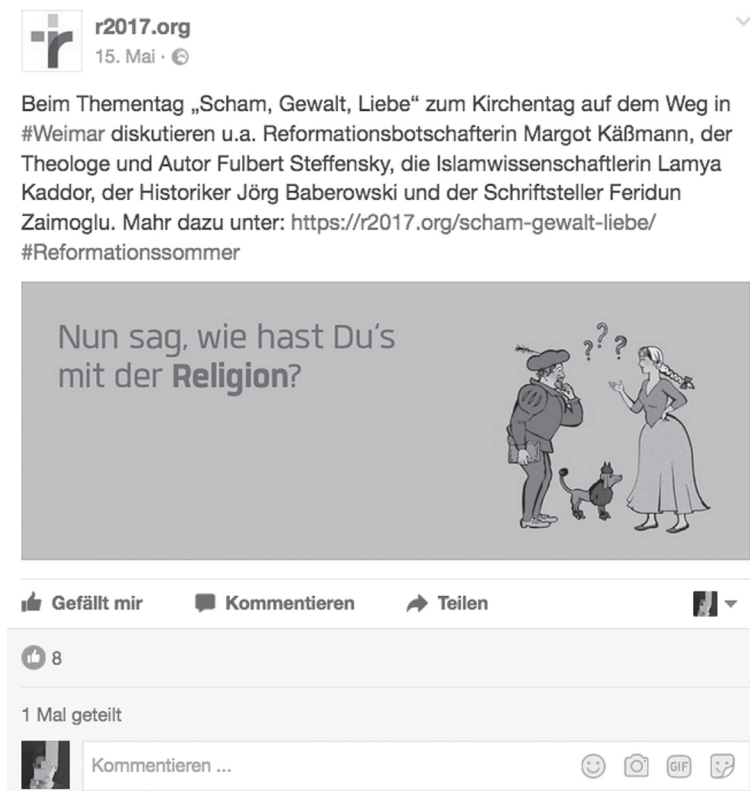 r2017.org
15. Mai ·
Beim Thementag „Scham, Gewalt, Liebe“ zum Kirchentag auf dem Weg in
#Weimar diskutieren u.a. Reformationsbotschafterin Margot Käßmann, der
Theologe und Autor Fulbert Steffensky, die Islamwissenschaftlerin Lamya
Kaddor, der Historiker Jörg Baberowski und der Schriftsteller Feridun
Zaimoglu. Mahr dazu unter: https://r2017.org/scham-gewalt-liebe/
#Reformationssommer
Nun sag, wie hast Du's
mit der Religion?
? ? ?
Gefällt mir Kommentieren Teilen
8
1 Mal geteilt
Kommentieren ... GIF